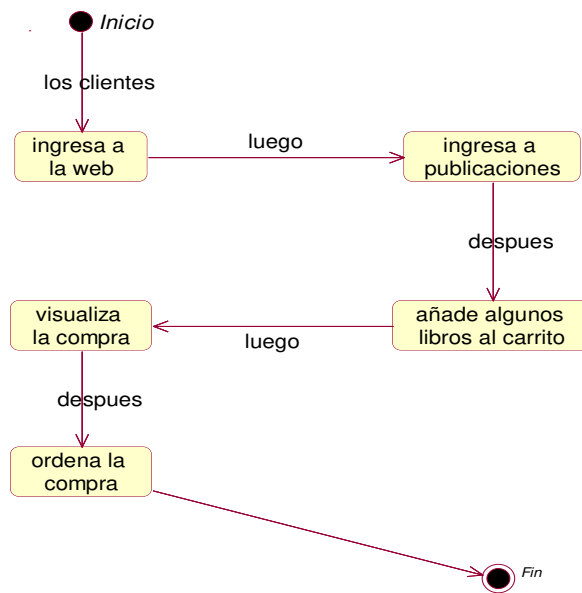 Inicio
los clientes
ingresa a
la web
luego
ingresa a
publicaciones
despues
añade algunos
libros al carrito
luego
visualiza
la compra
despues
ordena la
compra
Fin